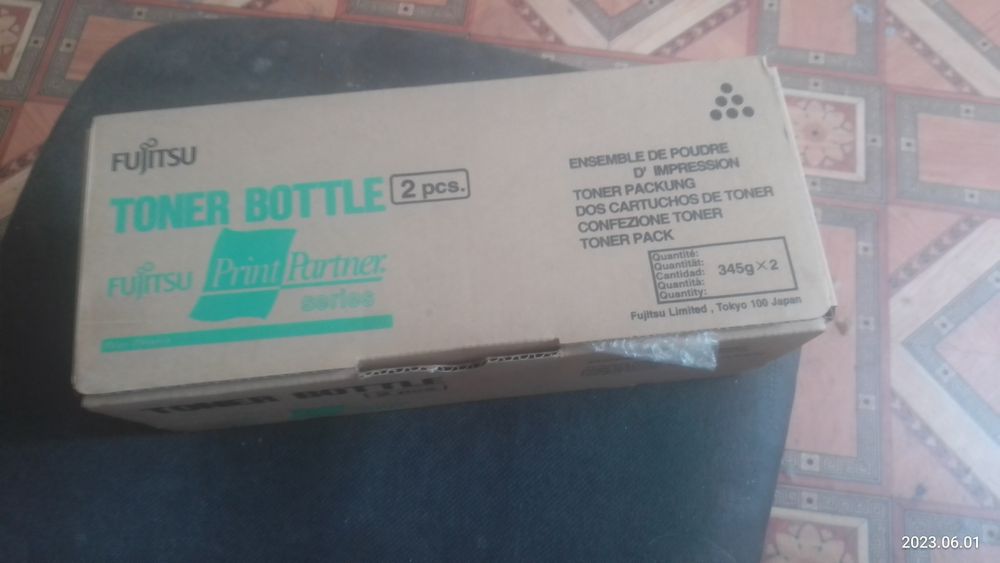 FUJITSU
TONER BOTTLE 2 pcs.
FUJITSU PrintPartner
series
ENSEMBLE DE POUDRE
D' IMPRESSION
TONER PACKUNG
DOS CARTUCHOS DE TONER
CONFEZIONE TONER
TONER PACK
Quantité:
Quantität:
Cantidad:
Quantità:
Quantity:
345g×2
Fujitsu Limited , Tokyo 100 Japan
TONER BOTTLE
2023.06.01